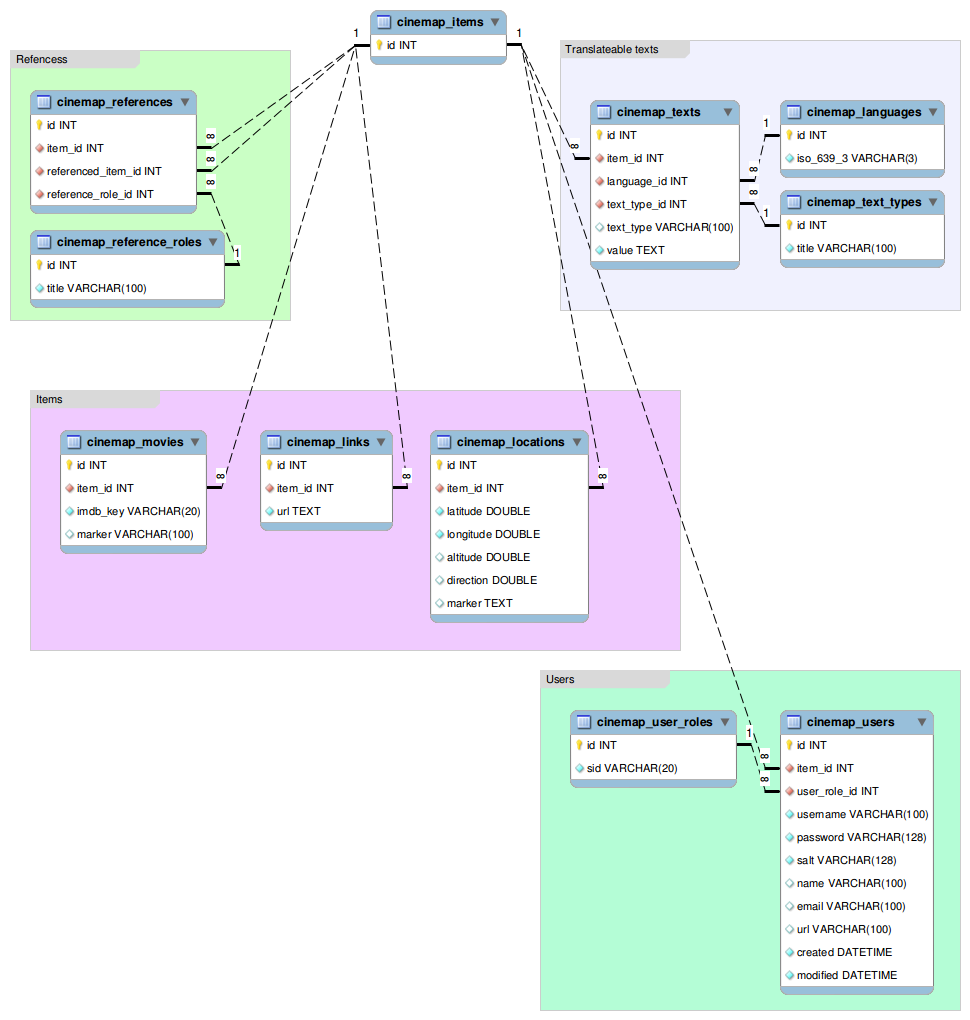 cinemap_items
id INT
1
1
Refencess
cinemap_references
id INT
item_id INT
referenced_item_id INT
reference_role_id INT
∞
∞
∞
cinemap_reference_roles
id INT
title VARCHAR(100)
1
Translateable texts
cinemap_texts
id INT
item_id INT
language_id INT
text_type_id INT
text_type VARCHAR(100)
value TEXT
∞
∞
∞
1
1
cinemap_languages
id INT
iso_639_3 VARCHAR(3)
cinemap_text_types
id INT
title VARCHAR(100)
Items
cinemap_movies
id INT
item_id INT
imdb_key VARCHAR(20)
marker VARCHAR(100)
∞
cinemap_links
id INT
item_id INT
url TEXT
∞
cinemap_locations
id INT
item_id INT
latitude DOUBLE
longitude DOUBLE
altitude DOUBLE
direction DOUBLE
marker TEXT
∞
Users
cinemap_user_roles
id INT
sid VARCHAR(20)
1
∞
∞
cinemap_users
id INT
item_id INT
user_role_id INT
username VARCHAR(100)
password VARCHAR(128)
salt VARCHAR(128)
name VARCHAR(100)
email VARCHAR(100)
url VARCHAR(100)
created DATETIME
modified DATETIME